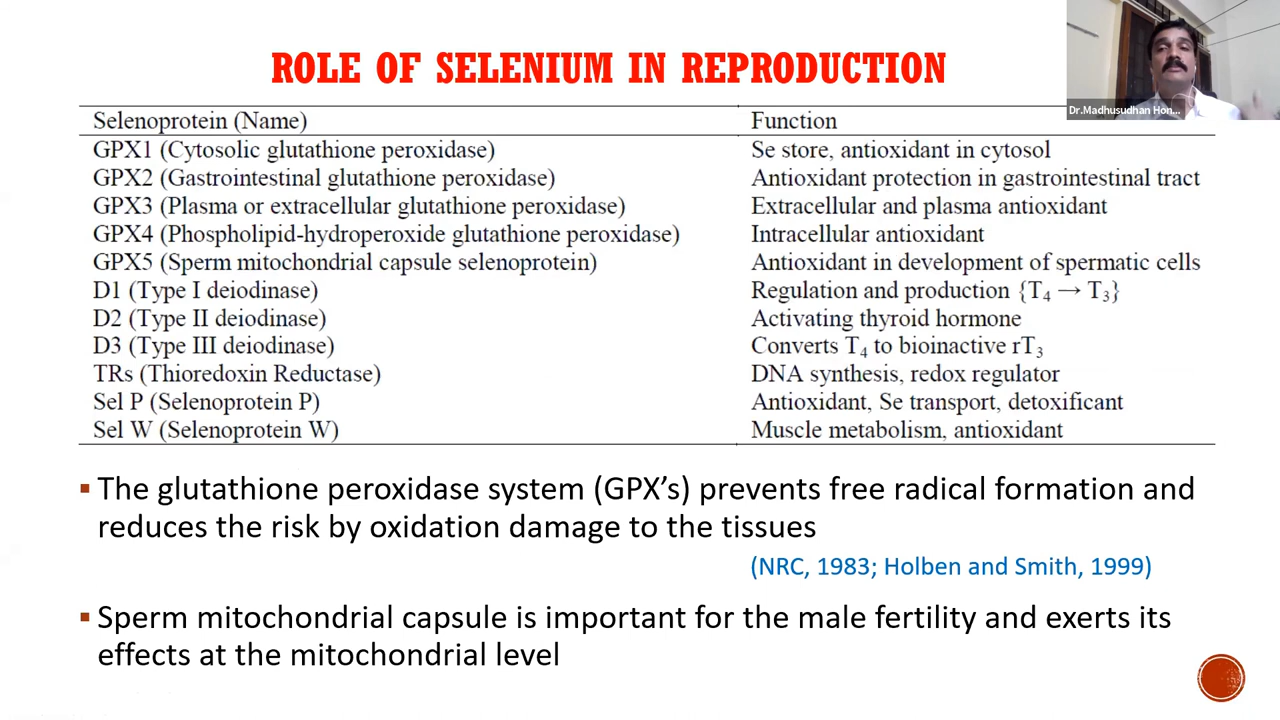 Dr.Madhusudhan Hon...
ROLE OF SELENIUM IN REPRODUCTION
Selenoprotein (Name) Function
GPX1 (Cytosolic glutathione peroxidase) Se store, antioxidant in cytosol
GPX2 (Gastrointestinal glutathione peroxidase) Antioxidant protection in gastrointestinal tract
GPX3 (Plasma or extracellular glutathione peroxidase) Extracellular and plasma antioxidant
GPX4 (Phospholipid-hydroperoxide glutathione peroxidase) Intracellular antioxidant
GPX5 (Sperm mitochondrial capsule selenoprotein) Antioxidant in development of spermatic cells
D1 (Type I deiodinase) Regulation and production {T₄ → T₃}
D2 (Type II deiodinase) Activating thyroid hormone
D3 (Type III deiodinase) Converts T₄ to bioinactive rT₃
TRs (Thioredoxin Reductase) DNA synthesis, redox regulator
Sel P (Selenoprotein P) Antioxidant, Se transport, detoxificant
Sel W (Selenoprotein W) Muscle metabolism, antioxidant
▪ The glutathione peroxidase system (GPX’s) prevents free radical formation and
reduces the risk by oxidation damage to the tissues
(NRC, 1983; Holben and Smith, 1999)
▪ Sperm mitochondrial capsule is important for the male fertility and exerts its
effects at the mitochondrial level